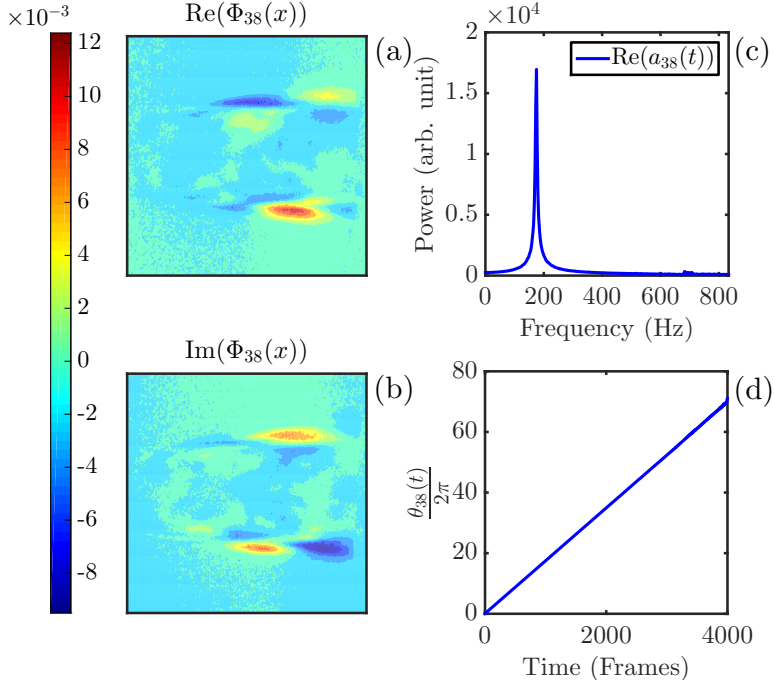 ×10⁻³
12
10
8
6
4
2
0
-2
-4
-6
-8
Re(Φ₃₈(x))
(a)
Im(Φ₃₈(x))
(b)
×10⁴
2
1.5
1
0.5
0
Power (arb. unit)
Re(a₃₈(t))
(c)
0 200 400 600 800
Frequency (Hz)
80
60
40
20
0
θ₃₈(t)
2π
(d)
0 2000 4000
Time (Frames)